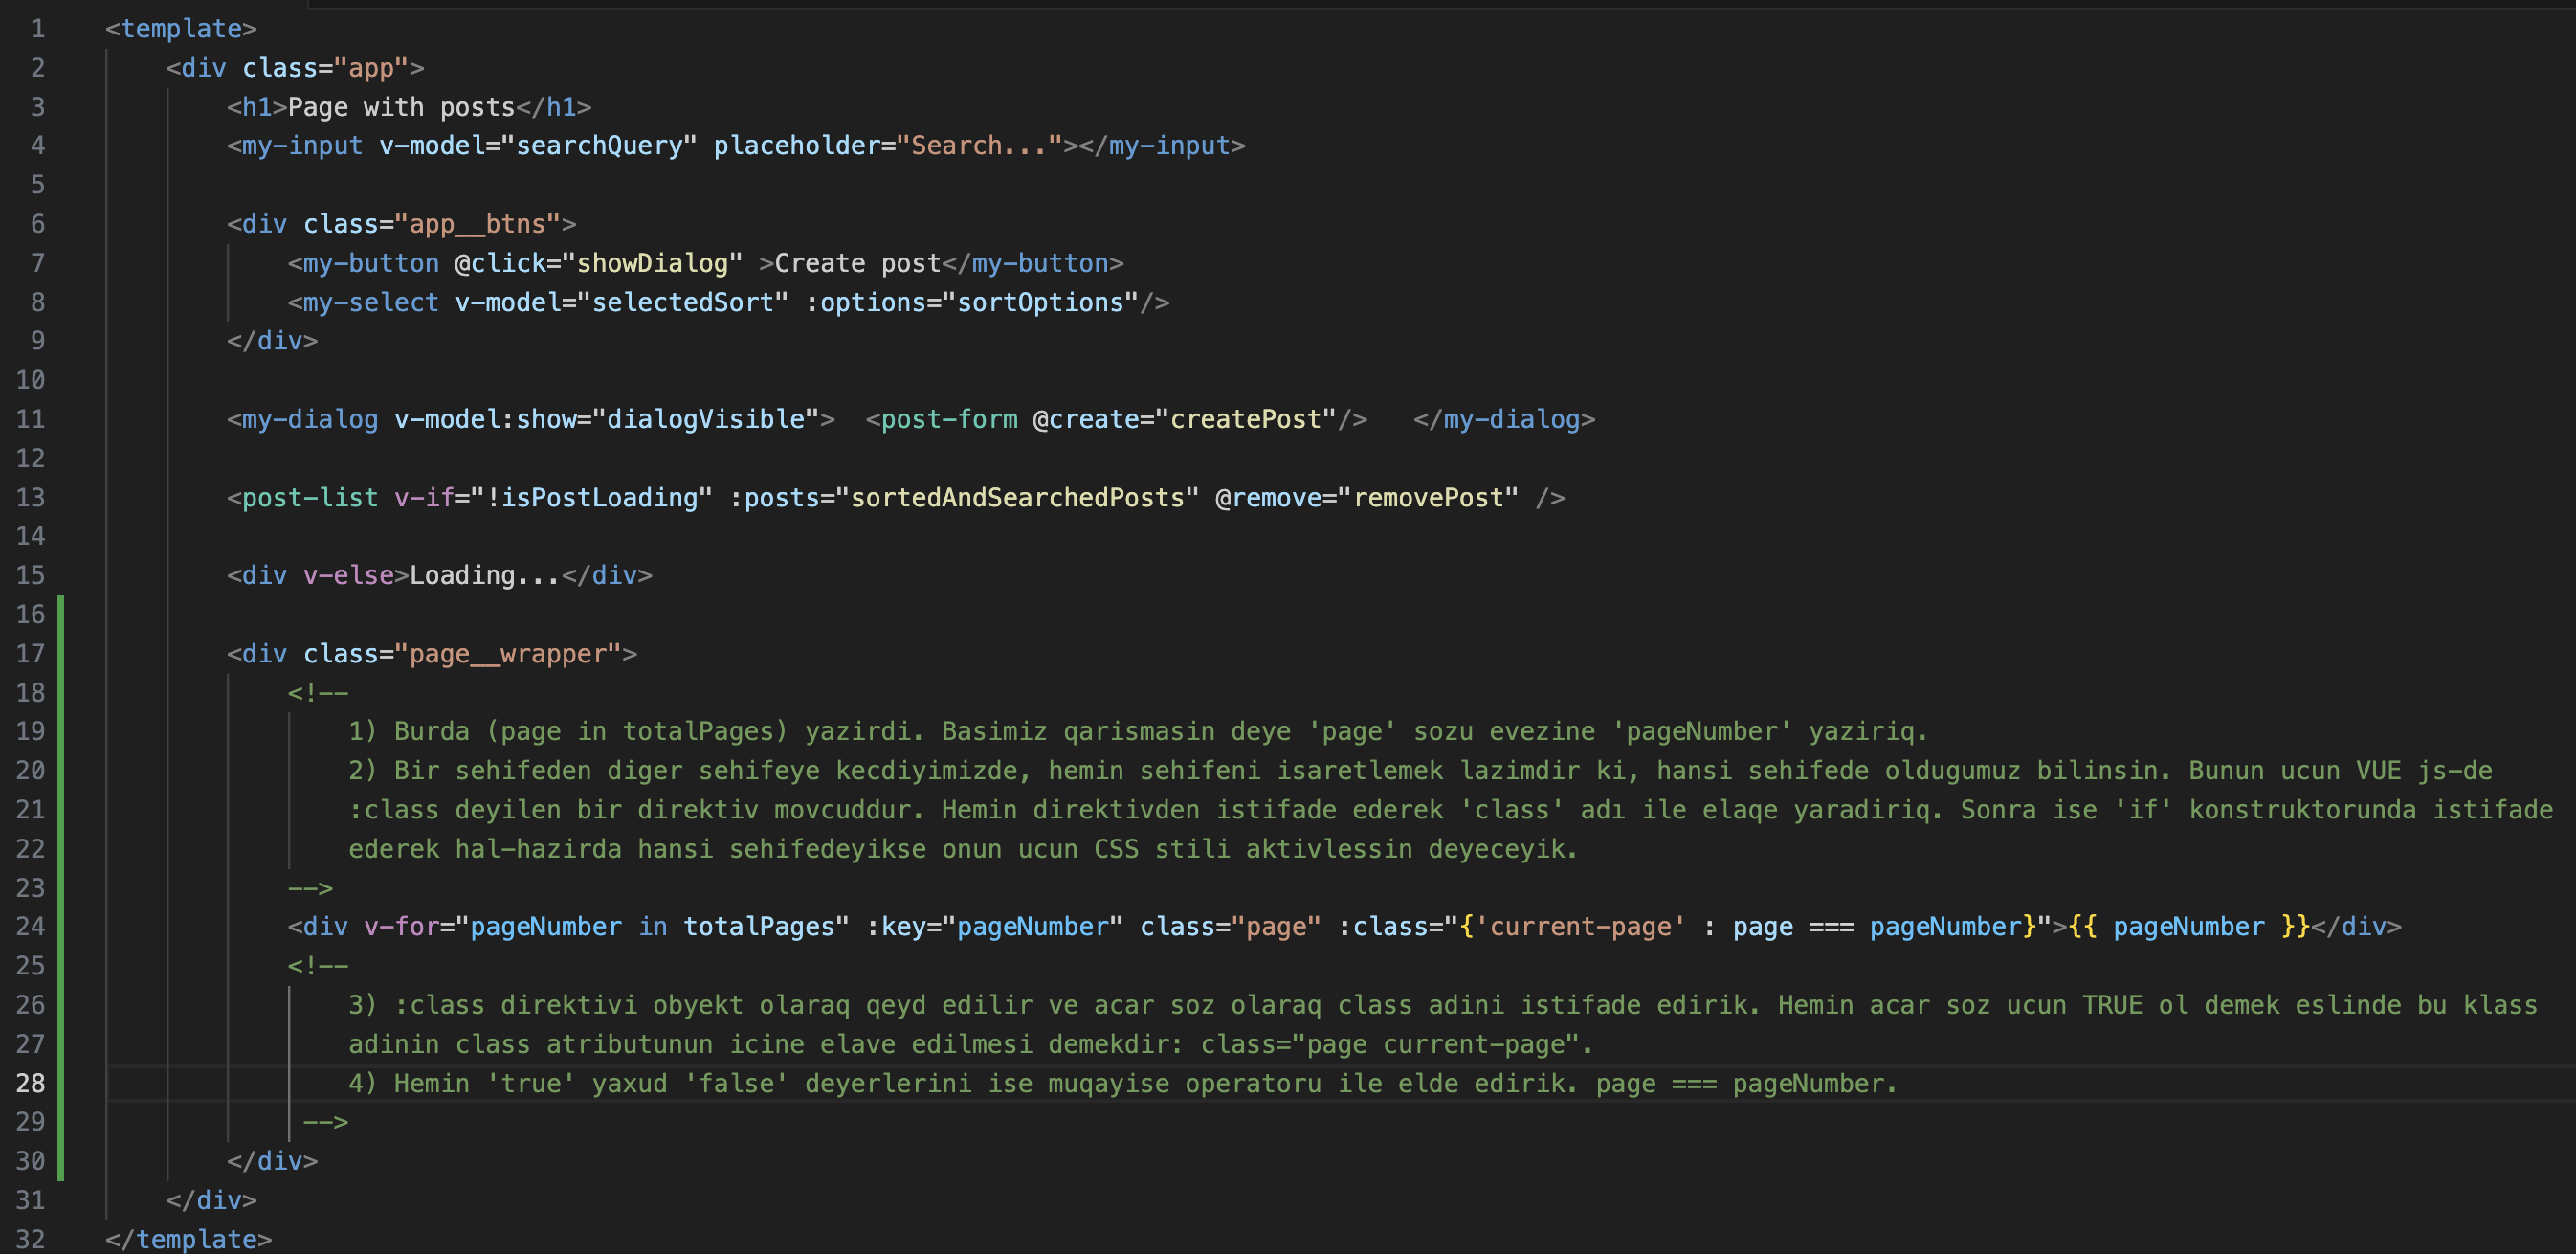 1 <template>
2 <div class="app">
3 <h1>Page with posts</h1>
4 <my-input v-model="searchQuery" placeholder="Search..."></my-input>
5
6 <div class="app__btns">
7 <my-button @click="showDialog" >Create post</my-button>
8 <my-select v-model="selectedSort" :options="sortOptions"/>
9 </div>
10
11 <my-dialog v-model:show="dialogVisible">  <post-form @create="createPost"/>   </my-dialog>
12
13 <post-list v-if="!isPostLoading" :posts="sortedAndSearchedPosts" @remove="removePost" />
14
15 <div v-else>Loading...</div>
16
17 <div class="page__wrapper">
18 <!--
19 1) Burda (page in totalPages) yazirdi. Basimiz qarismasin deye 'page' sozu evezine 'pageNumber' yaziriq.
20 2) Bir sehifeden diger sehifeye kecdiyimizde, hemin sehifeni isaretlemek lazimdir ki, hansi sehifede oldugumuz bilinsin. Bunun ucun VUE js-de
21 :class deyilen bir direktiv movcuddur. Hemin direktivden istifade ederek 'class' adı ile elaqe yaradiriq. Sonra ise 'if' konstruktorunda istifade
22 ederek hal-hazirda hansi sehifedeyikse onun ucun CSS stili aktivlessin deyeceyik.
23 -->
24 <div v-for="pageNumber in totalPages" :key="pageNumber" class="page" :class="{'current-page' : page === pageNumber}">{{ pageNumber }}</div>
25 <!--
26 3) :class direktivi obyekt olaraq qeyd edilir ve acar soz olaraq class adini istifade edirik. Hemin acar soz ucun TRUE ol demek eslinde bu klass
27 adinin class atributunun icine elave edilmesi demekdir: class="page current-page".
28 4) Hemin 'true' yaxud 'false' deyerlerini ise muqayise operatoru ile elde edirik. page === pageNumber.
29 -->
30 </div>
31 </div>
32 </template>